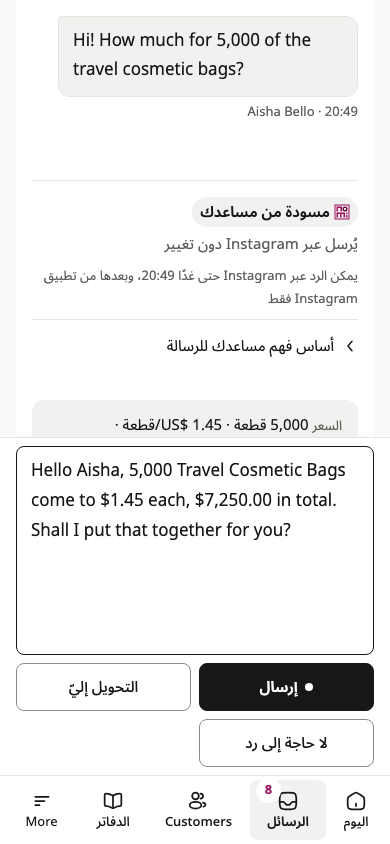 Hi! How much for 5,000 of the
travel cosmetic bags?
Aisha Bello · 20:49
مسودة من مساعدك
يُرسل عبر Instagram دون تغيير
يمكن الرد عبر Instagram حتى غدًا 20:49، وبعدها من تطبيق
Instagram فقط
أساس فهم مساعدك للرسالة
السعر 5,000 قطعة · US$ 1.45/قطعة ·
Hello Aisha, 5,000 Travel Cosmetic Bags
come to $1.45 each, $7,250.00 in total.
Shall I put that together for you?
إرسال
التحويل إليّ
لا حاجة إلى رد
اليوم
8
الرسائل
Customers
الدفاتر
More